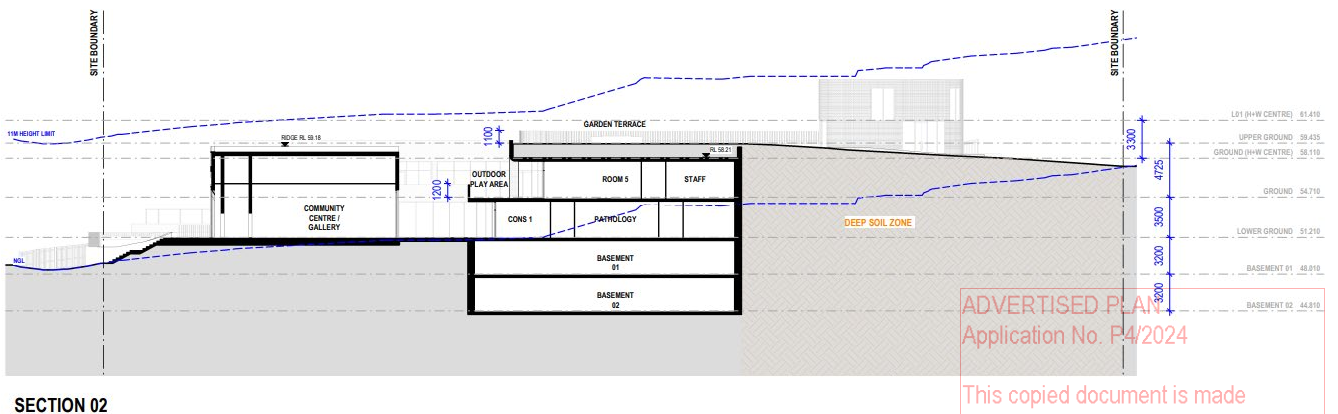 SITE BOUNDARY
SITE BOUNDARY
11M HEIGHT LIMIT
RIDGE RL 59.18
1100
GARDEN TERRACE
RL 58.21
L01 (H+W CENTRE) 61.410
UPPER GROUND 59.435
GROUND (H+W CENTRE) 58.110
3300
4725
OUTDOOR
PLAY AREA
ROOM 5
STAFF
1200
GROUND 54.710
COMMUNITY
CENTRE /
GALLERY
CONS 1
PATHOLOGY
DEEP SOIL ZONE
3500
LOWER GROUND 51.210
NGL
BASEMENT
01
3200
BASEMENT 01 48.010
BASEMENT
02
3200
BASEMENT 02 44.810
ADVERTISED PLAN
Application No. P4/2024
This copied document is made
SECTION 02